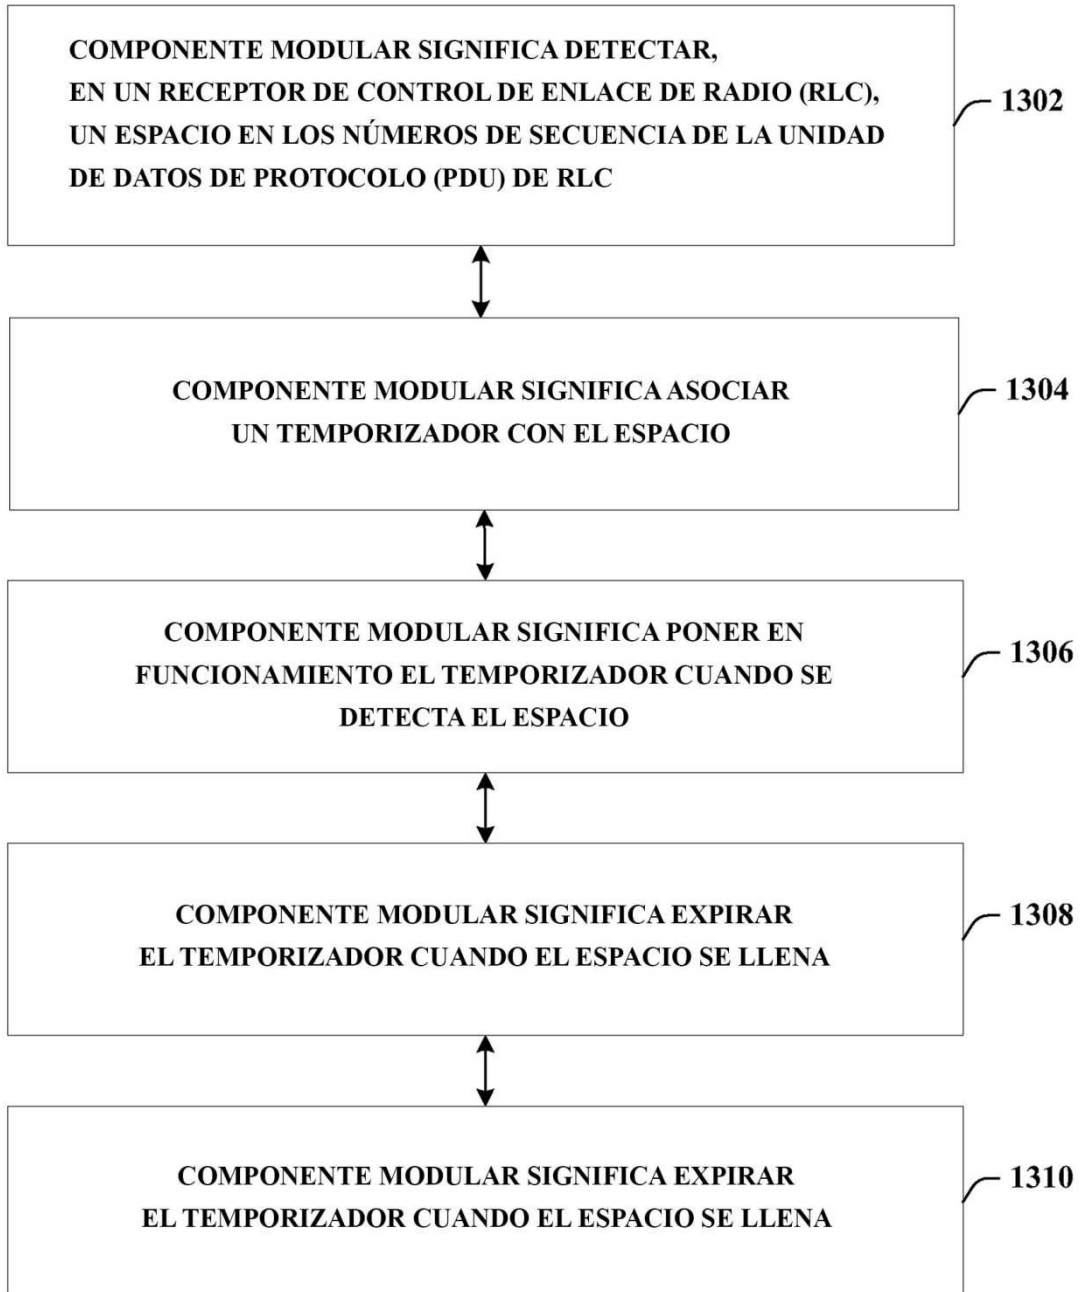 COMPONENTE MODULAR SIGNIFICA DETECTAR,
EN UN RECEPTOR DE CONTROL DE ENLACE DE RADIO (RLC),
UN ESPACIO EN LOS NÚMEROS DE SECUENCIA DE LA UNIDAD
DE DATOS DE PROTOCOLO (PDU) DE RLC
1302
COMPONENTE MODULAR SIGNIFICA ASOCIAR
UN TEMPORIZADOR CON EL ESPACIO
1304
COMPONENTE MODULAR SIGNIFICA PONER EN
FUNCIONAMIENTO EL TEMPORIZADOR CUANDO SE
DETECTA EL ESPACIO
1306
COMPONENTE MODULAR SIGNIFICA EXPIRAR
EL TEMPORIZADOR CUANDO EL ESPACIO SE LLENA
1308
COMPONENTE MODULAR SIGNIFICA EXPIRAR
EL TEMPORIZADOR CUANDO EL ESPACIO SE LLENA
1310